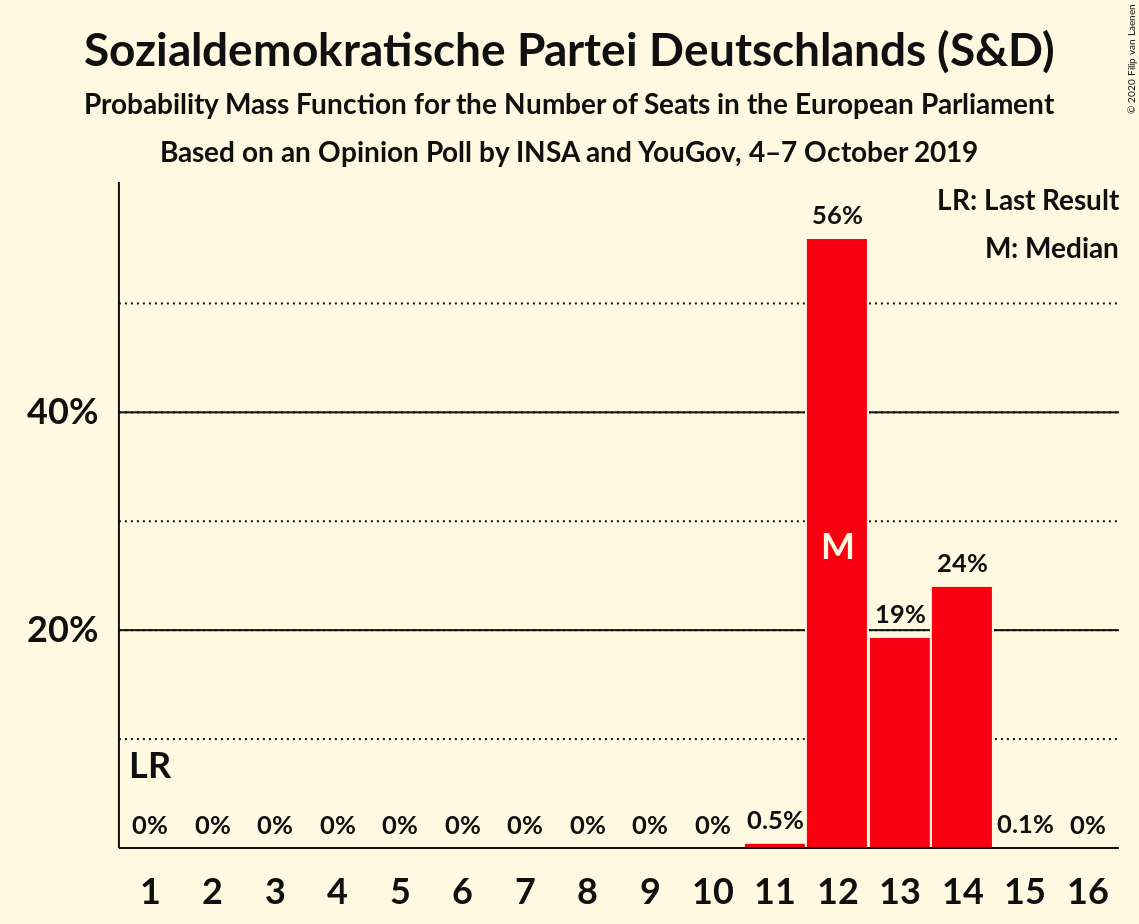 Sozialdemokratische Partei Deutschlands (S&D)
Probability Mass Function for the Number of Seats in the European Parliament
Based on an Opinion Poll by INSA and YouGov, 4–7 October 2019
© 2020 Filip van Laenen
LR: Last Result
M: Median
56%
40%
M
24%
19%
20%
LR
0% 0% 0% 0% 0% 0% 0% 0% 0% 0% 0.5% 0.1% 0%
1 2 3 4 5 6 7 8 9 10 11 12 13 14 15 16